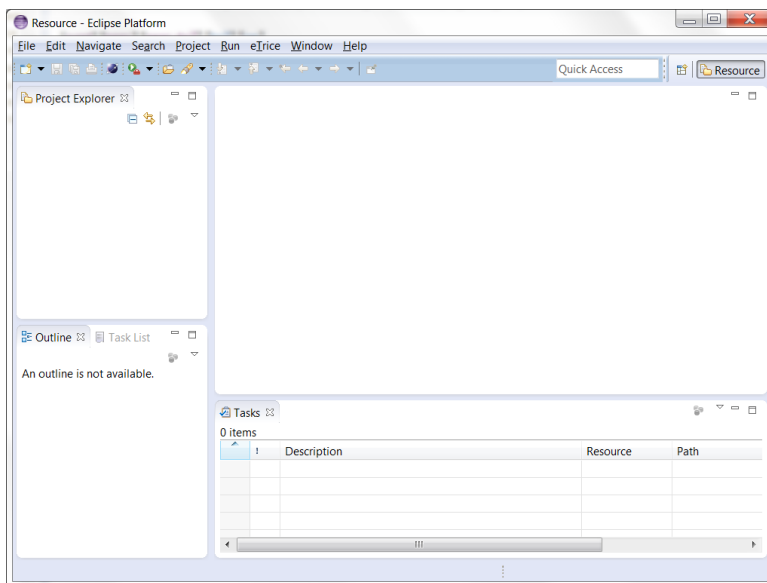 Resource - Eclipse Platform
File Edit Navigate Search Project Run eTrice Window Help
Quick Access
Resource
Project Explorer
Outline Task List
An outline is not available.
Tasks
0 items
! Description Resource Path